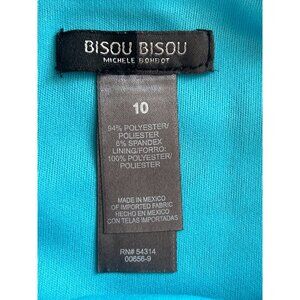 BISOU BISOU
MICHELE BOHBOT
10
94% POLYESTER/
POLIESTER
6% SPANDEX
LINING/FORRO:
100% POLYESTER/
POLIESTER
MADE IN MEXICO
OF IMPORTED FABRIC
HECHO EN MEXICO
CON TELAS IMPORTADAS
RN# 54314
00656-9